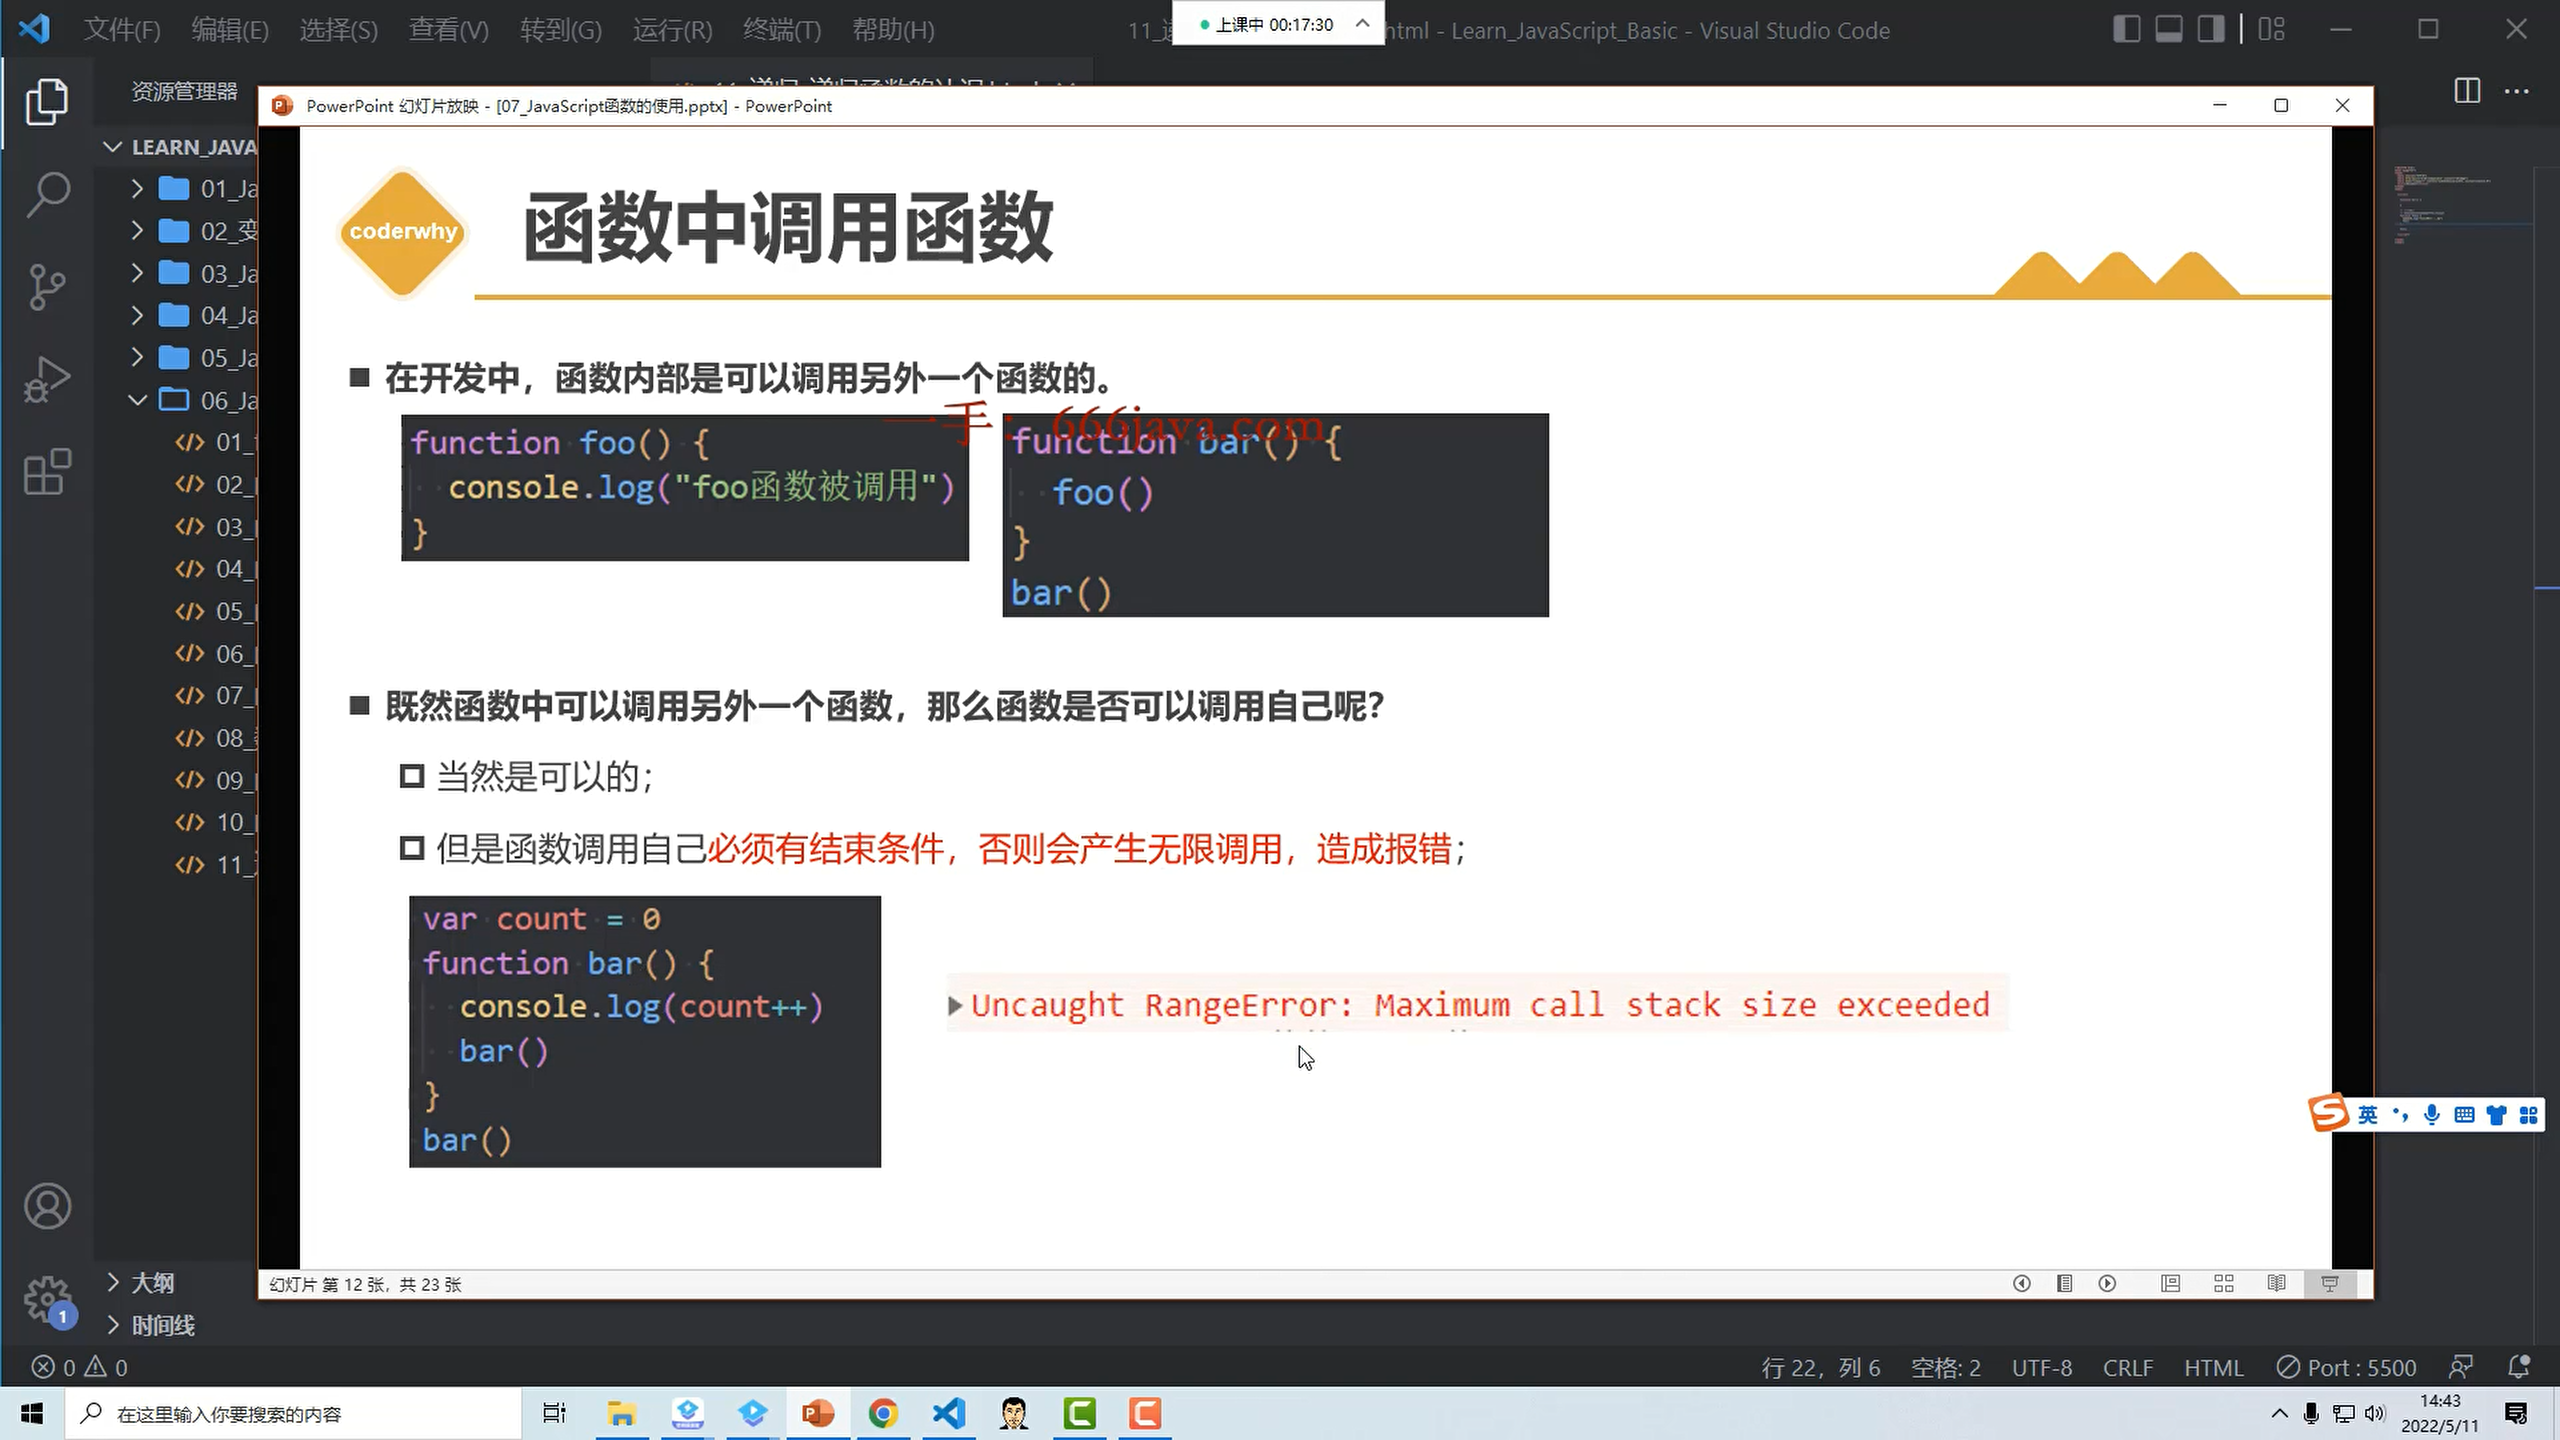 文件(F) 编辑(E) 选择(S) 查看(V) 转到(G) 运行(R) 终端(T) 帮助(H)
上课中 00:17:30
html - Learn_JavaScript_Basic - Visual Studio Code
资源管理器
PowerPoint 幻灯片放映 - [07_JavaScript函数的使用.pptx] - PowerPoint
LEARN_JAVA
01_Ja
02_变
03_Ja
04_Ja
05_Ja
06_Ja
01_
02_
03_
04_
05_
06_
07_
08_
09_
10_
11_
coderwhy
函数中调用函数
在开发中，函数内部是可以调用另外一个函数的。
一手：666java.com
function foo() {
console.log("foo函数被调用")
}
function bar() {
foo()
}
bar()
既然函数中可以调用另外一个函数，那么函数是否可以调用自己呢？
当然是可以的；
但是函数调用自己必须有结束条件，否则会产生无限调用，造成报错；
var count = 0
function bar() {
console.log(count++)
bar()
}
bar()
Uncaught RangeError: Maximum call stack size exceeded
英
幻灯片 第 12 张，共 23 张
1
大纲
时间线
0 0
行 22，列 6 空格: 2 UTF-8 CRLF HTML Port : 5500
在这里输入你要搜索的内容
14:43
2022/5/11